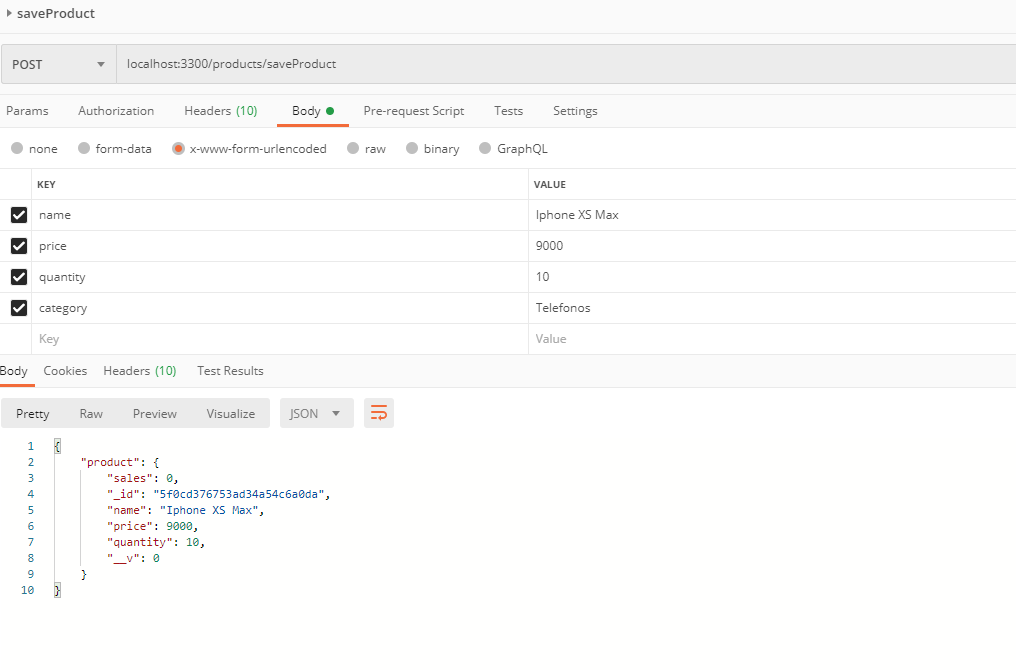 saveProduct
POST localhost:3300/products/saveProduct
Params Authorization Headers (10) Body Pre-request Script Tests Settings
none form-data x-www-form-urlencoded raw binary GraphQL
KEY VALUE
name Iphone XS Max
price 9000
quantity 10
category Telefonos
Key Value
Body Cookies Headers (10) Test Results
Pretty Raw Preview Visualize JSON
1 {
2 "product": {
3 "sales": 0,
4 "_id": "5f0cd376753ad34a54c6a0da",
5 "name": "Iphone XS Max",
6 "price": 9000,
7 "quantity": 10,
8 "__v": 0
9 }
10 }